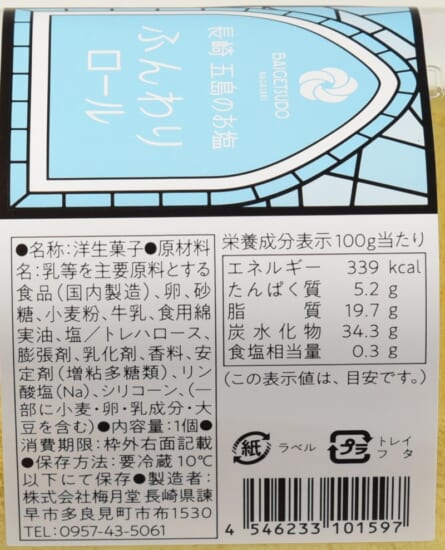 BAIGETSUDO
NAGASAKI
長崎 五島のお塩
ふんわり
ロール
●名称:洋生菓子●原材料
名:乳等を主要原料とする
食品(国内製造)、卵、砂
糖、小麦粉、牛乳、食用綿
実油、塩/トレハロース、
膨張剤、乳化剤、香料、安
定剤(増粘多糖類)、リン
酸塩(Na)、シリコーン、(一
部に小麦・卵・乳成分・大
豆を含む)●内容量:1個●
消費期限:枠外右面記載
●保存方法:要冷蔵10℃
以下にて保存●製造者:
株式会社梅月堂 長崎県諫
早市多良見町市布1530
TEL:0957-43-5061
栄養成分表示100g当たり
エネルギー 339 kcal
たんぱく質 5.2 g
脂質 19.7 g
炭水化物 34.3 g
食塩相当量 0.3 g
(この表示値は、目安です。)
紙 ラベル
プラ トレイ
フタ
4 546233 101597